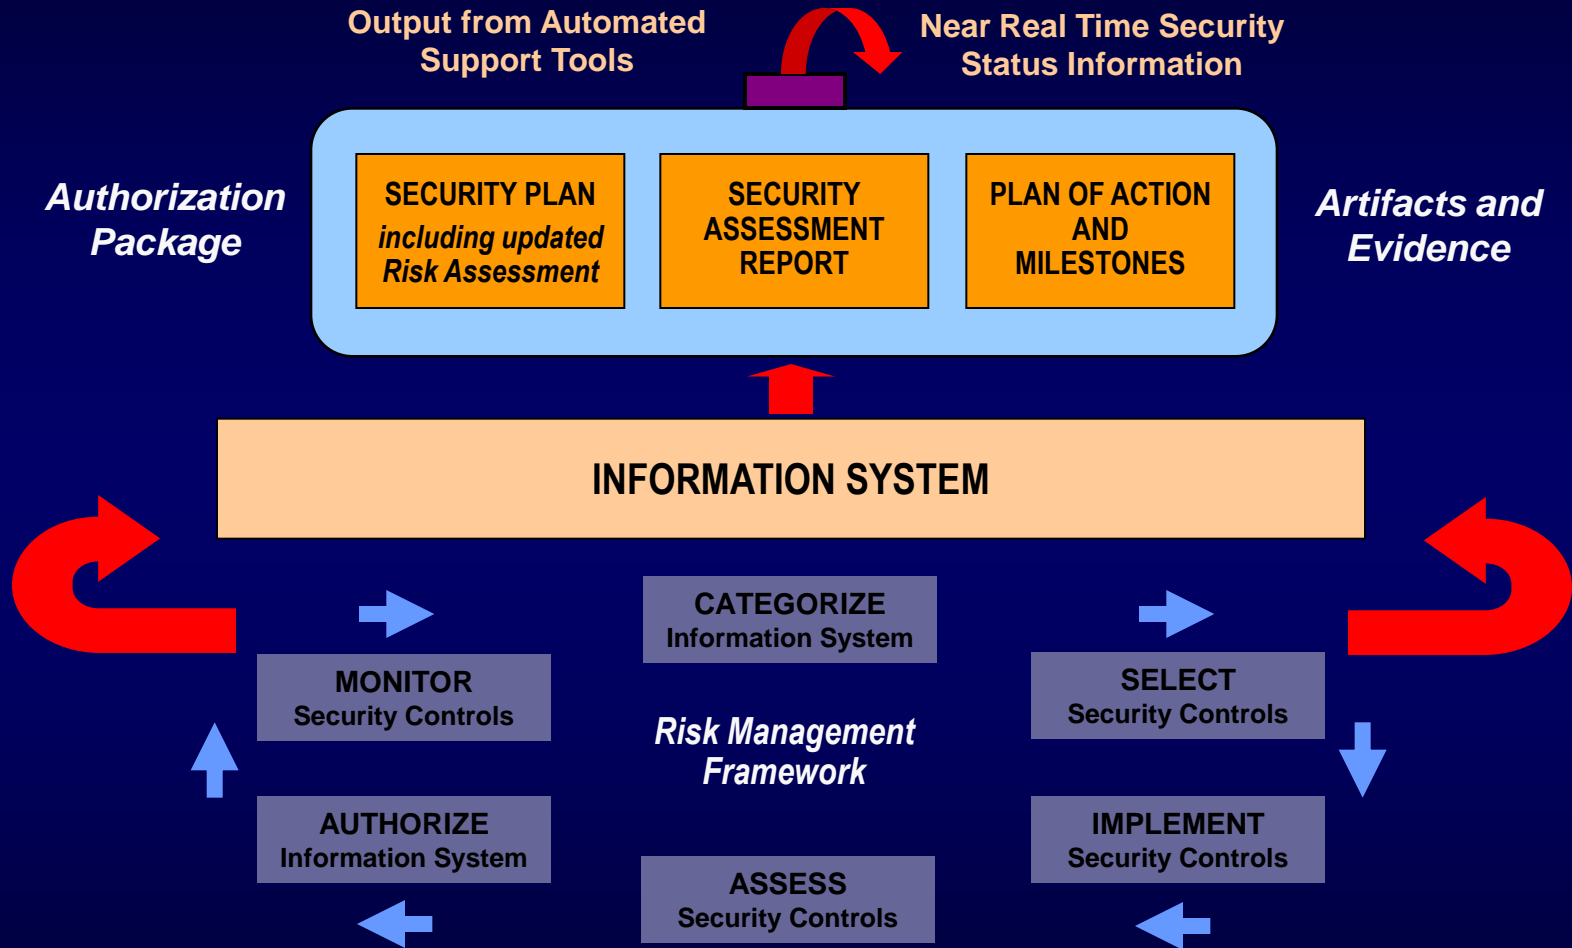 Output from Automated
Support Tools
Near Real Time Security
Status Information
Authorization
Package
SECURITY PLAN
including updated
Risk Assessment
SECURITY
ASSESSMENT
REPORT
PLAN OF ACTION
AND
MILESTONES
Artifacts and
Evidence
INFORMATION SYSTEM
CATEGORIZE
Information System
MONITOR
Security Controls
SELECT
Security Controls
Risk Management
Framework
AUTHORIZE
Information System
IMPLEMENT
Security Controls
ASSESS
Security Controls